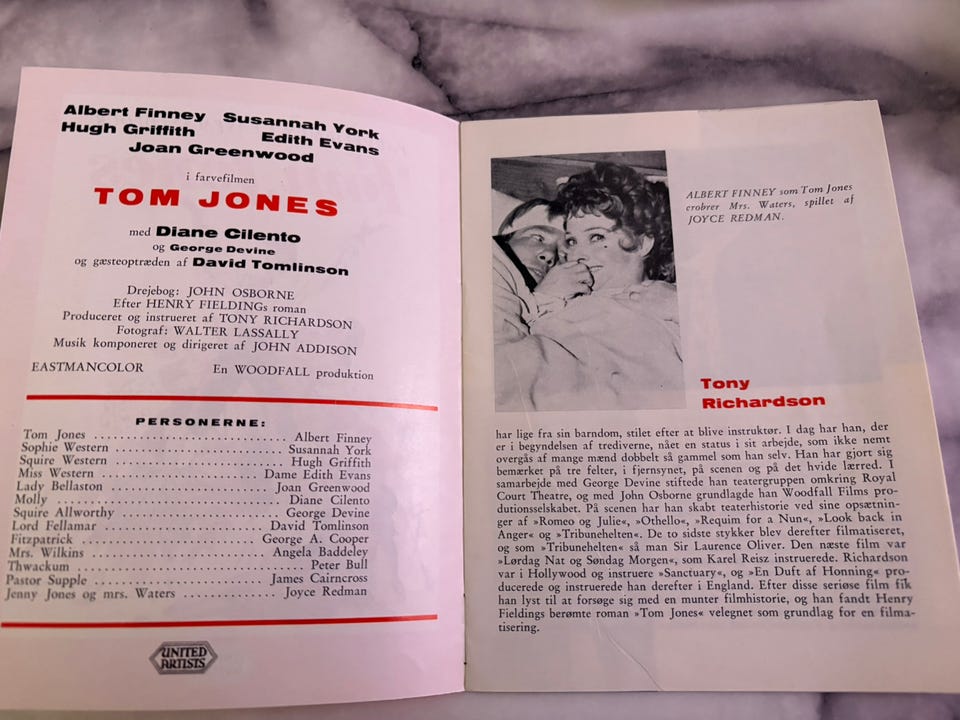 Albert Finney Susannah York
Hugh Griffith Edith Evans
Joan Greenwood
i farvefilmen
TOM JONES
med Diane Cilento
og George Devine
og gæsteoptræden af David Tomlinson
Drejebog: JOHN OSBORNE
Efter HENRY FIELDINGs roman
Produceret og instrueret af TONY RICHARDSON
Fotograf: WALTER LASSALLY
Musik komponeret og dirigeret af JOHN ADDISON
EASTMANCOLOR En WOODFALL produktion
PERSONERNE:
Tom Jones .......................... Albert Finney
Sophie Western .......................... Susannah York
Squire Western .......................... Hugh Griffith
Miss Western .......................... Dame Edith Evans
Lady Bellaston .......................... Joan Greenwood
Molly .......................... Diane Cilento
Squire Allworthy .......................... George Devine
Lord Fellamar .......................... David Tomlinson
Fitzpatrick .......................... George A. Cooper
Mrs. Wilkins .......................... Angela Baddeley
Thwackum .......................... Peter Bull
Pastor Supple .......................... James Cairncross
Jenny Jones og mrs. Waters ............. Joyce Redman
UNITED
ARTISTS
ALBERT FINNEY som Tom Jones
erobrer Mrs. Waters, spillet af
JOYCE REDMAN.
Tony
Richardson
har lige fra sin barndom, stilet efter at blive instruktør. I dag har han, der
er i begyndelsen af trediverne, nået en status i sit arbejde, som ikke nemt
overgås af mange mænd dobbelt så gammel som han selv. Han har gjort sig
bemærket på tre felter, i fjernsynet, på scenen og på det hvide lærred. I
samarbejde med George Devine stiftede han teatergruppen omkring Royal
Court Theatre, og med John Osborne grundlagde han Woodfall Films pro-
dutionsselskabet. På scenen har han skabt teaterhistorie ved sine opsætnin-
ger af »Romeo og Julie«, »Othello«, »Requim for a Nun«, »Look back in
Anger« og »Tribunehelten«. De to sidste stykker blev derefter filmatiseret,
og som »Tribunehelten« så man Sir Laurence Oliver. Den næste film var
»Lørdag Nat og Søndag Morgen«, som Karel Reisz instruerede. Richardson
var i Hollywood og instruere »Sanctuary«, og »En Duft af Honning« pro-
ducerede og instruerede han derefter i England. Efter disse seriøse film fik
han lyst til at forsøge sig med en munter filmhistorie, og han fandt Henry
Fieldings berømte roman »Tom Jones« velegnet som grundlag for en filma-
tisering.